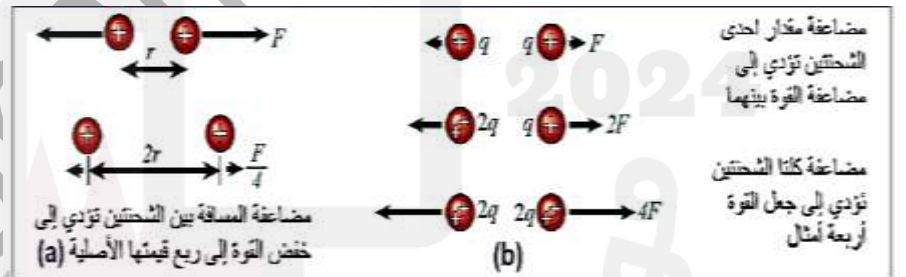 F
r
2r
F/4
مضاعفة المسافة بين الشحنتين تؤدي إلى
خفض القوة إلى ربع قيمتها الأصلية (a)
q q F
2q q 2F
2q 2q 4F
(b)
مضاعفة مقدار احدى
الشحنتين تؤدي إلى
مضاعفة القوة بينهما
مضاعفة كلتا الشحنتين
تؤدي إلى جعل القوة
أربعة أمثال
2024